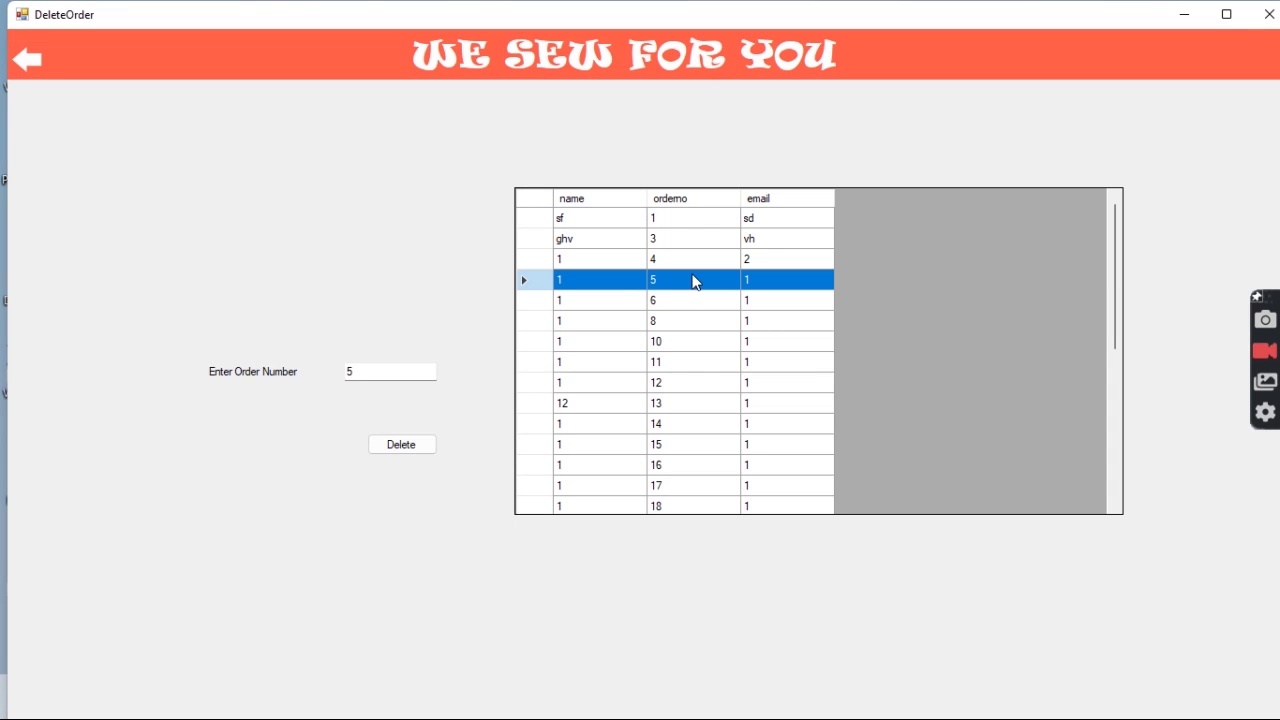 DeleteOrder
WE SEW FOR YOU
name orderno email
sf 1 sd
ghv 3 vh
1 4 2
1 5 1
1 6 1
1 8 1
1 10 1
1 11 1
Enter Order Number 5
1 12 1
12 13 1
1 14 1
Delete
1 15 1
1 16 1
1 17 1
1 18 1